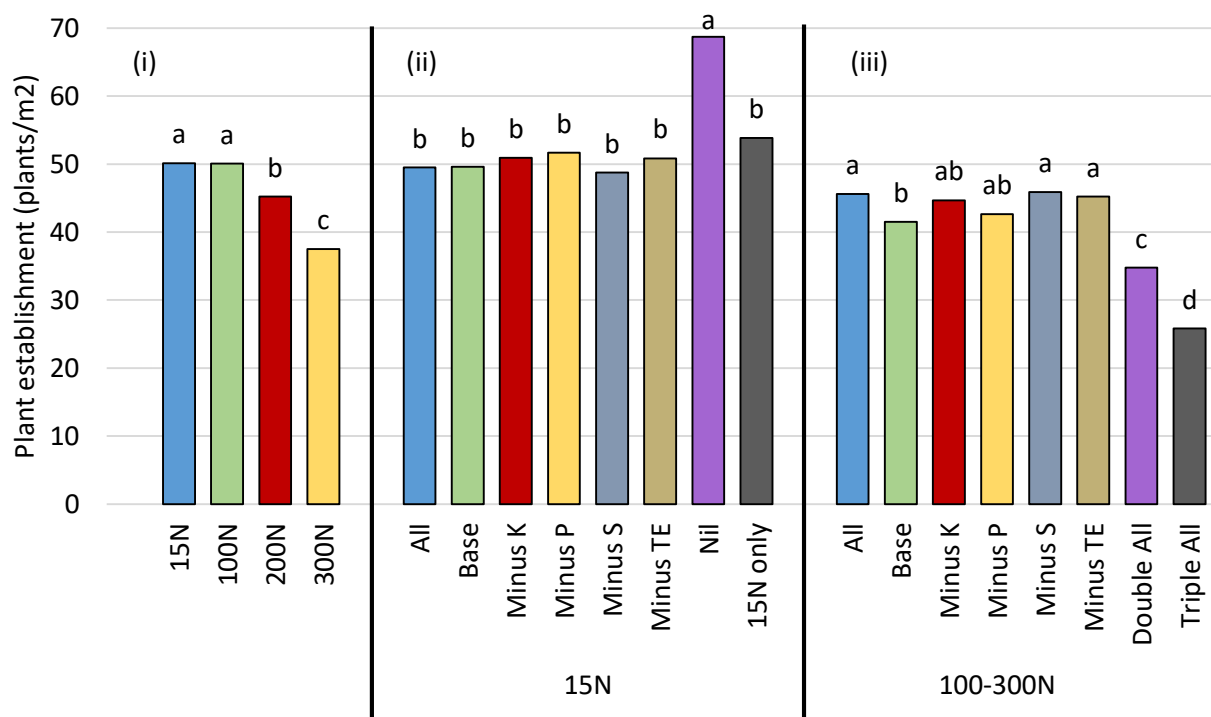 Plant establishment (plants/m2)
70
60
50
40
30
20
10
0
(i)
a
a
b
c
15N
100N
200N
300N
(ii)
b
b
b
b
b
b
a
b
All
Base
Minus K
Minus P
Minus S
Minus TE
Nil
15N only
15N
(iii)
a
b
ab
ab
a
a
c
d
All
Base
Minus K
Minus P
Minus S
Minus TE
Double All
Triple All
100-300N